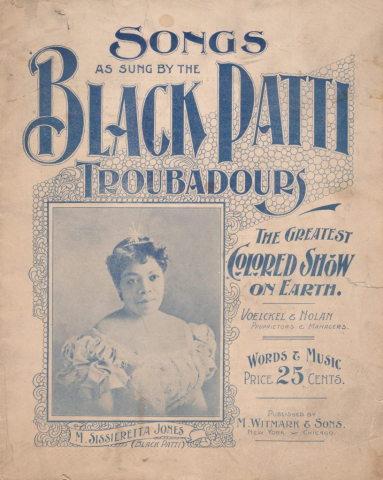 SONGS
AS SUNG BY THE
BLACK PATTI
TROUBADOURS
THE GREATEST
COLORED SHOW
ON EARTH.
VOELCKEL & NOLAN
PROPRIETORS & MANAGERS.
WORDS & MUSIC
PRICE 25 CENTS.
PUBLISHED BY
M. WITMARK & SONS.
NEW YORK - CHICAGO.
M. SISSIERETTA JONES
(BLACK PATTI)